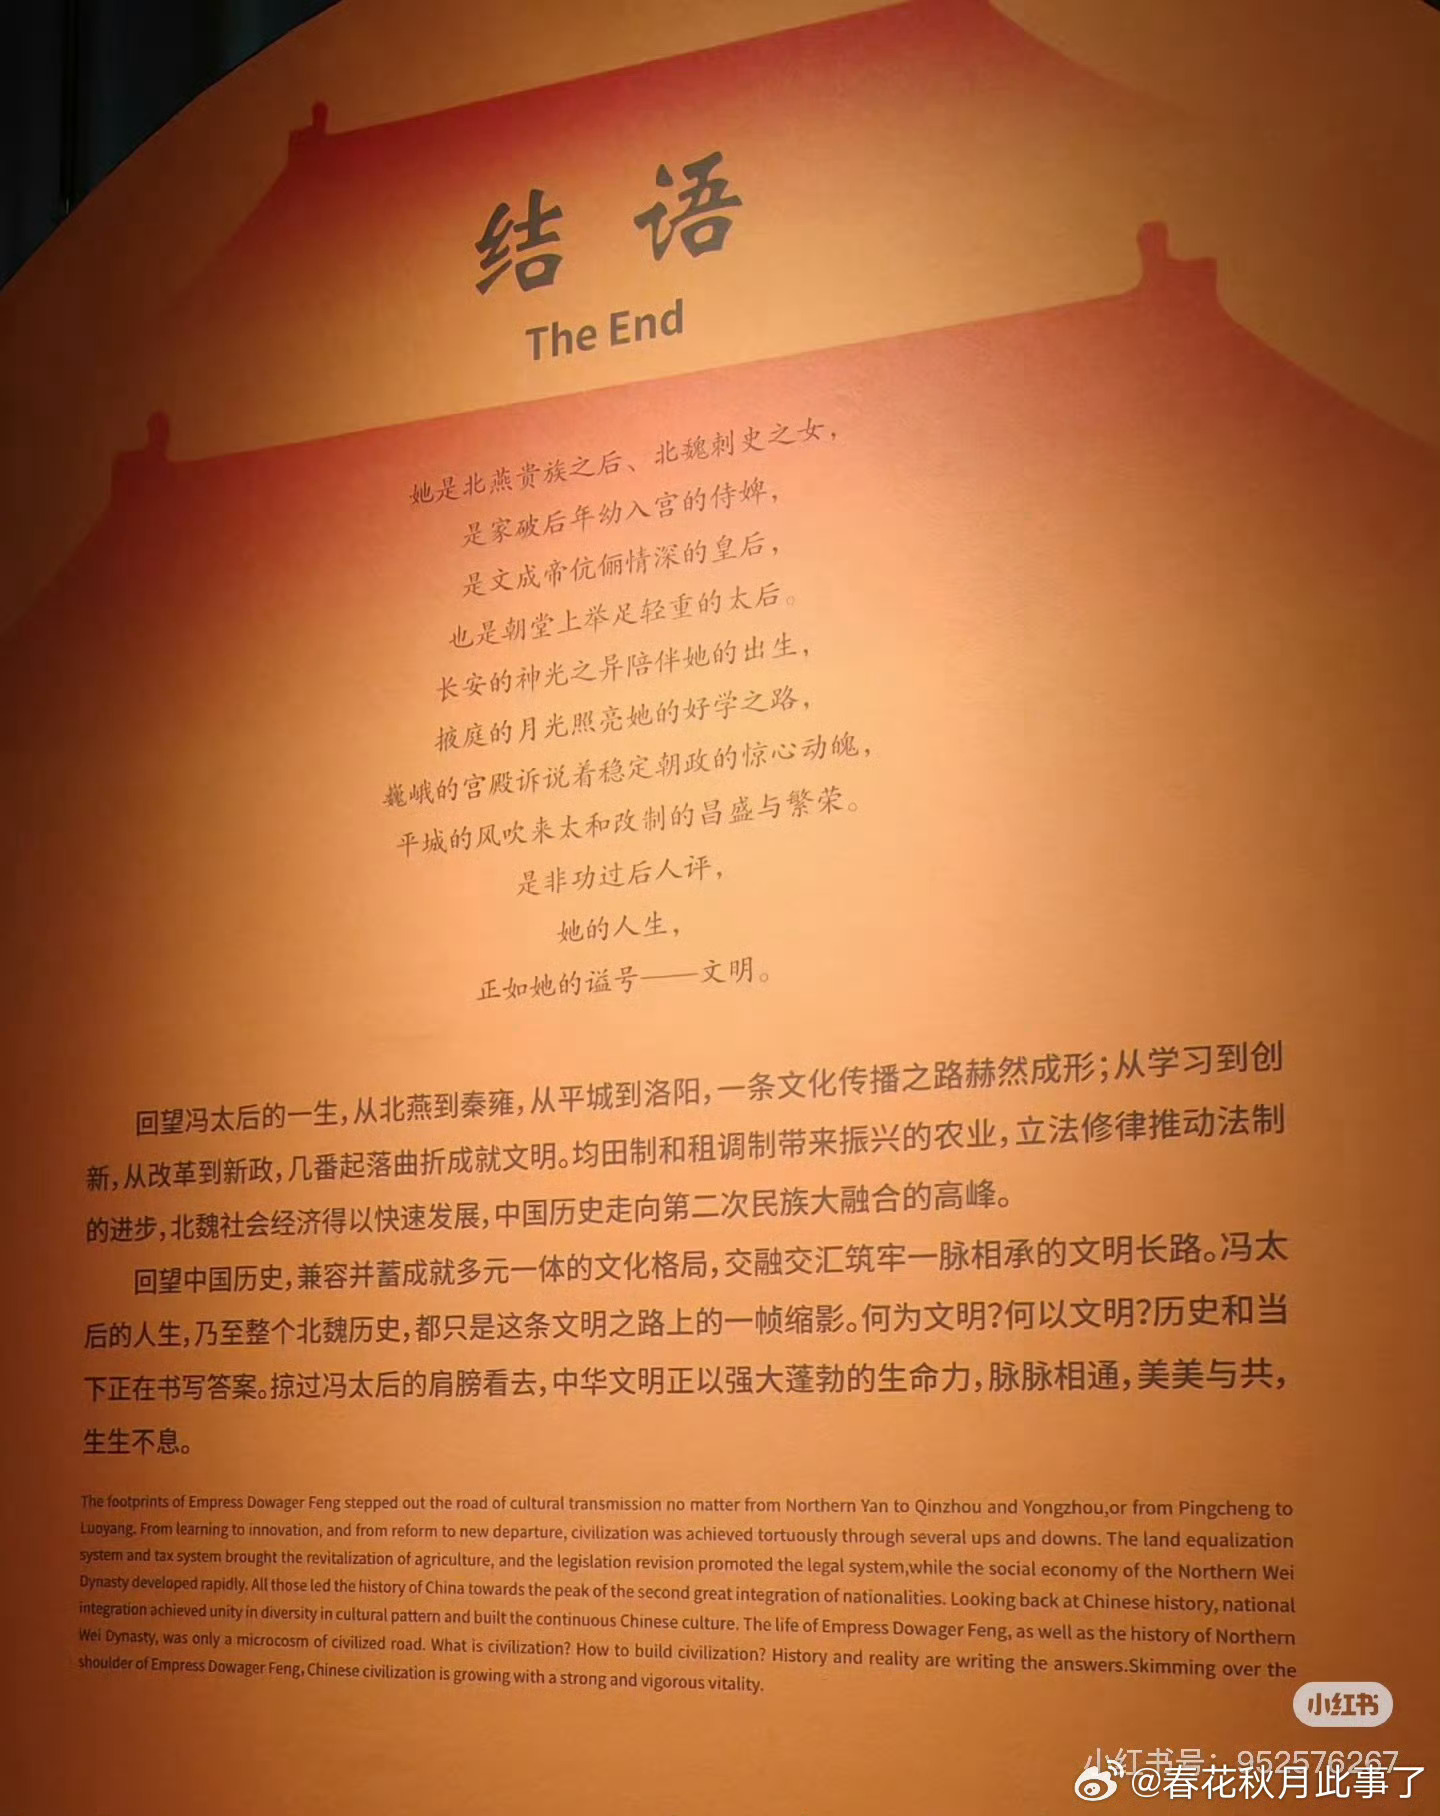 结 语
The End
她是北燕贵族之后、北魏刺史之女，
是家破后年幼入宫的侍婢，
是文成帝伉俪情深的皇后，
也是朝堂上举足轻重的太后。
长安的神光之异陪伴她的出生，
掖庭的月光照亮她的好学之路，
巍峨的宫殿诉说着稳定朝政的惊心动魄，
平城的风吹来太和改制的昌盛与繁荣。
是非功过后人评，
她的人生，
正如她的谥号——文明。
回望冯太后的一生，从北燕到秦雍，从平城到洛阳，一条文化传播之路赫然成形；从学习到创
新，从改革到新政，几番起落曲折成就文明。均田制和租调制带来振兴的农业，立法修律推动法制
的进步，北魏社会经济得以快速发展，中国历史走向第二次民族大融合的高峰。
回望中国历史，兼容并蓄成就多元一体的文化格局，交融交汇筑牢一脉相承的文明长路。冯太
后的人生，乃至整个北魏历史，都只是这条文明之路上的一帧缩影。何为文明？何以文明？历史和当
下正在书写答案。掠过冯太后的肩膀看去，中华文明正以强大蓬勃的生命力，脉脉相通，美美与共，
生生不息。
The footprints of Empress Dowager Feng stepped out the road of cultural transmission no matter from Northern Yan to Qinzhou and Yongzhou,or from Pingcheng to
Luoyang. From learning to innovation, and from reform to new departure, civilization was achieved tortuously through several ups and downs. The land equalization
system and tax system brought the revitalization of agriculture, and the legislation revision promoted the legal system,while the social economy of the Northern Wei
Dynasty developed rapidly. All those led the history of China towards the peak of the second great integration of nationalities. Looking back at Chinese history, national
integration achieved unity in diversity in cultural pattern and built the continuous Chinese culture. The life of Empress Dowager Feng, as well as the history of Northern
Wei Dynasty, was only a microcosm of civilized road. What is civilization? How to build civilization? History and reality are writing the answers.Skimming over the
shoulder of Empress Dowager Feng, Chinese civilization is growing with a strong and vigorous vitality.
小红书
小红书号：952576267
@春花秋月此事了